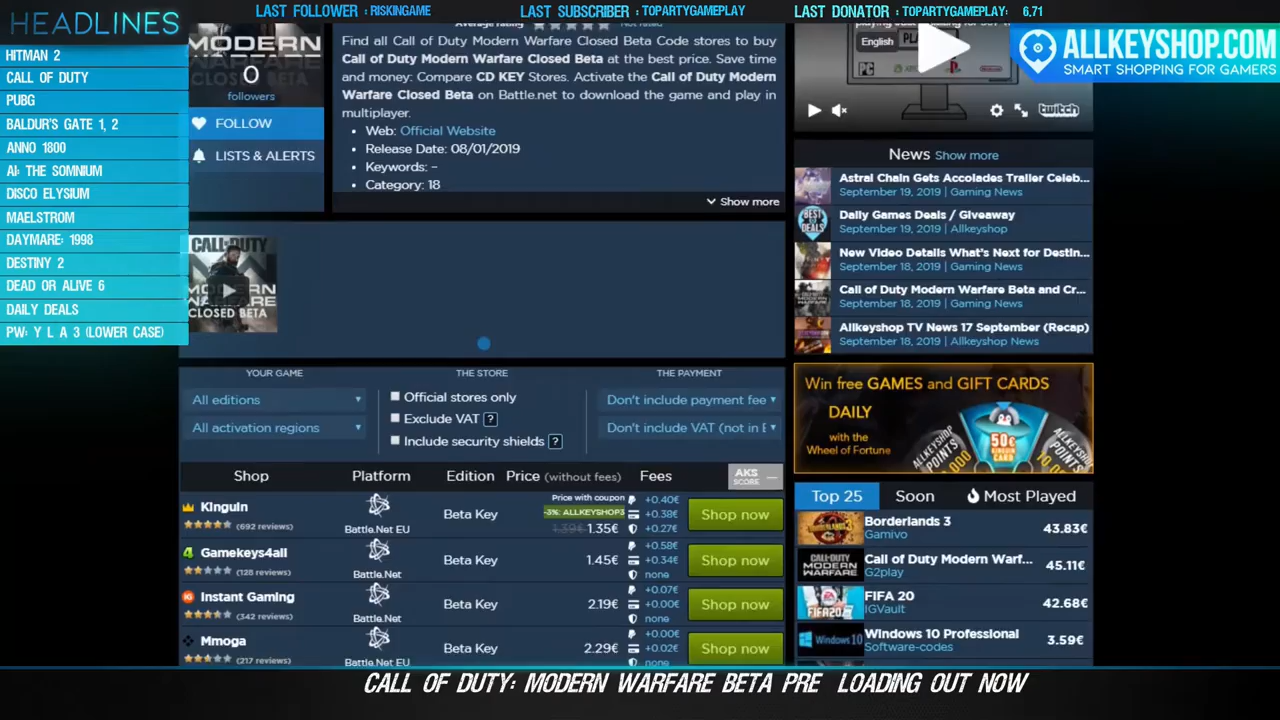 HEADLINES
LAST FOLLOWER : RISKINGAME
LAST SUBSCRIBER : TOPARTYGAMEPLAY
LAST DONATOR : TOPARTYGAMEPLAY: 6,71
ALLKEYSHOP.COM
SMART SHOPPING FOR GAMERS
HITMAN 2
CALL OF DUTY
PUBG
BALDUR'S GATE 1, 2
ANNO 1800
AI: THE SOMNIUM
DISCO ELYSIUM
MAELSTROM
DAYMARE: 1998
DESTINY 2
DEAD OR ALIVE 6
DAILY DEALS
PW: Y L A 3 (LOWER CASE)
MODERN
WARFARE
CLOSED BETA
0
followers
FOLLOW
LISTS & ALERTS
Average rating
Find all Call of Duty Modern Warfare Closed Beta Code stores to buy
Call of Duty Modern Warfare Closed Beta at the best price. Save time
and money: Compare CD KEY Stores. Activate the Call of Duty Modern
Warfare Closed Beta on Battle.net to download the game and play in
multiplayer.
• Web: Official Website
• Release Date: 08/01/2019
• Keywords: –
• Category: 18
Show more
English
twitch
News Show more
Astral Chain Gets Accolades Trailer Celeb...
September 19, 2019 | Gaming News
Daily Games Deals / Giveaway
September 19, 2019 | Allkeyshop
New Video Details What's Next for Destin...
September 18, 2019 | Gaming News
Call of Duty Modern Warfare Beta and Cr...
September 18, 2019 | Gaming News
Allkeyshop TV News 17 September (Recap)
September 18, 2019 | Allkeyshop News
CALL OF DUTY
MODERN
WARFARE
CLOSED BETA
YOUR GAME
THE STORE
THE PAYMENT
All editions
All activation regions
Official stores only
Exclude VAT ?
Include security shields ?
Don't include payment fee
Don't include VAT (not in E
Win free GAMES and GIFT CARDS
DAILY
with the
Wheel of Fortune
50€
Shop Platform Edition Price (without fees) Fees AKS SCORE
Kinguin
(692 reviews)
Battle.Net EU
Beta Key
Price with coupon
-3%: ALLKEYSHOP3
1.39€ 1.35€
+0.40€
+0.38€
+0.27€
Shop now
Gamekeys4all
(128 reviews)
Battle.Net
Beta Key
1.45€
+0.58€
+0.34€
none
Shop now
Instant Gaming
(342 reviews)
Battle.Net
Beta Key
2.19€
+0.07€
+0.00€
none
Shop now
Mmoga
(217 reviews)
Battle.Net EU
Beta Key
2.29€
+0.00€
+0.02€
none
Shop now
Top 25 Soon Most Played
Borderlands 3
Gamivo
43.83€
Call of Duty Modern Warf...
G2play
45.11€
FIFA 20
IGVault
42.68€
Windows 10 Professional
Software-codes
3.59€
CALL OF DUTY: MODERN WARFARE BETA PRE LOADING OUT NOW